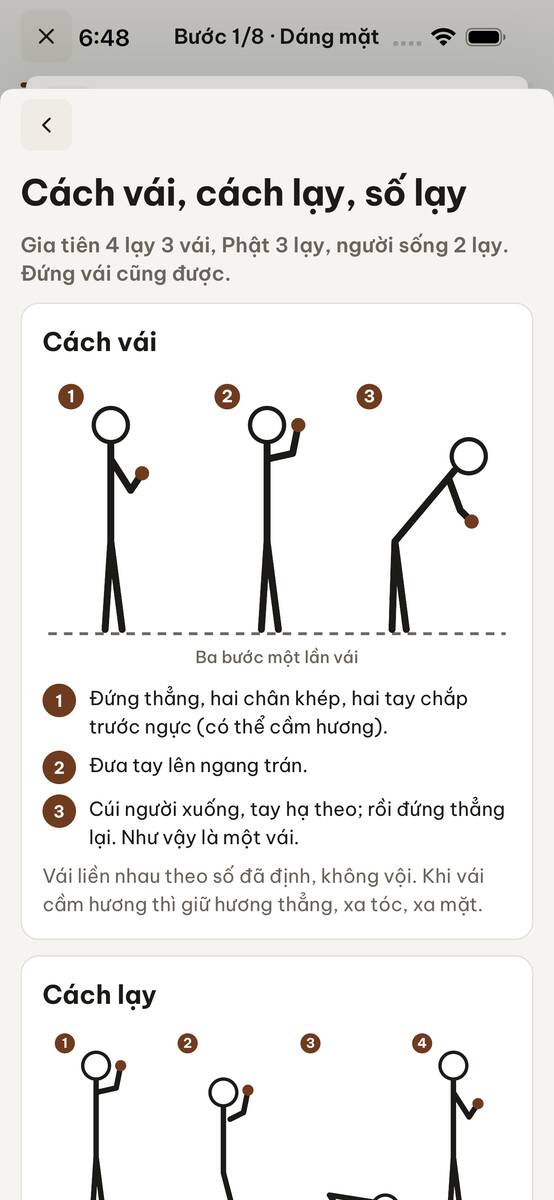 6:48 Bước 1/8 · Dáng mặt
Cách vái, cách lạy, số lạy
Gia tiên 4 lạy 3 vái, Phật 3 lạy, người sống 2 lạy.
Đứng vái cũng được.
Cách vái
1 2 3
Ba bước một lần vái
1 Đứng thẳng, hai chân khép, hai tay chắp
trước ngực (có thể cầm hương).
2 Đưa tay lên ngang trán.
3 Cúi người xuống, tay hạ theo; rồi đứng thẳng
lại. Như vậy là một vái.
Vái liền nhau theo số đã định, không vội. Khi vái
cầm hương thì giữ hương thẳng, xa tóc, xa mặt.
Cách lạy
1 2 3 4